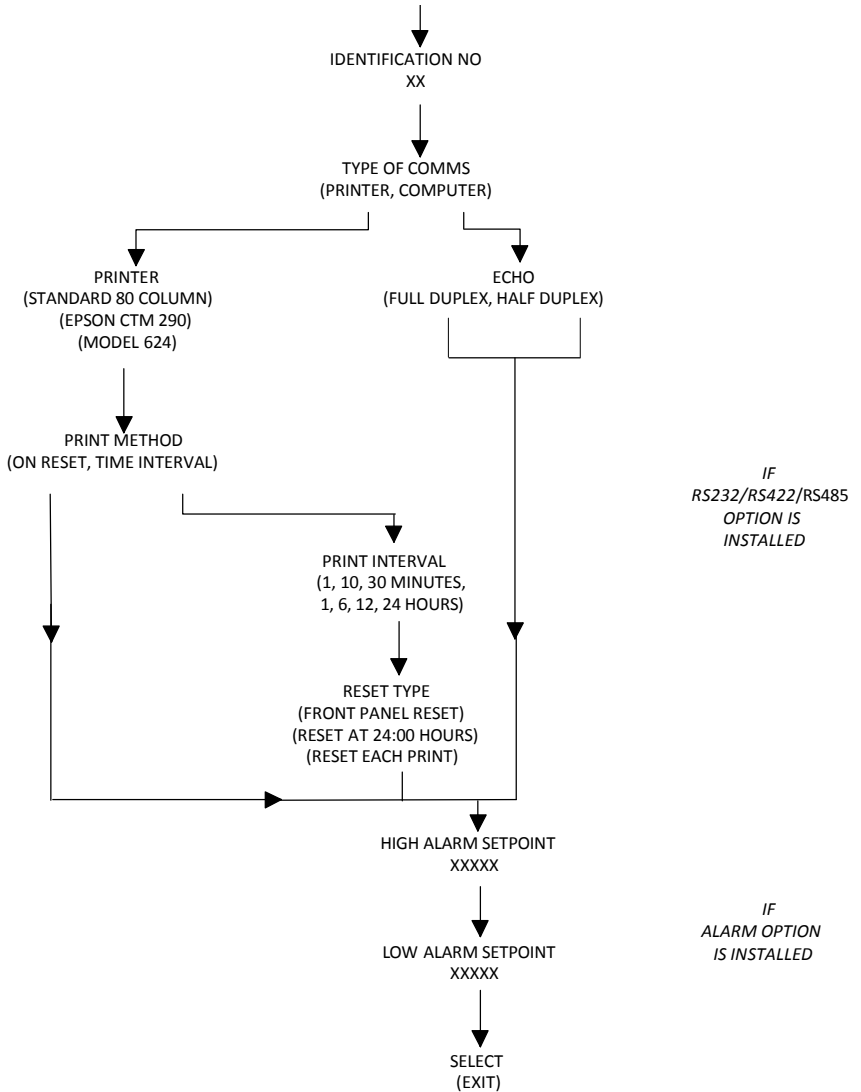 IDENTIFICATION NO
XX
TYPE OF COMMS
(PRINTER, COMPUTER)
PRINTER
(STANDARD 80 COLUMN)
(EPSON CTM 290)
(MODEL 624)
ECHO
(FULL DUPLEX, HALF DUPLEX)
PRINT METHOD
(ON RESET, TIME INTERVAL)
IF
RS232/RS422/RS485
OPTION IS
INSTALLED
PRINT INTERVAL
(1, 10, 30 MINUTES,
1, 6, 12, 24 HOURS)
RESET TYPE
(FRONT PANEL RESET)
(RESET AT 24:00 HOURS)
(RESET EACH PRINT)
HIGH ALARM SETPOINT
XXXXX
LOW ALARM SETPOINT
XXXXX
IF
ALARM OPTION
IS INSTALLED
SELECT
(EXIT)